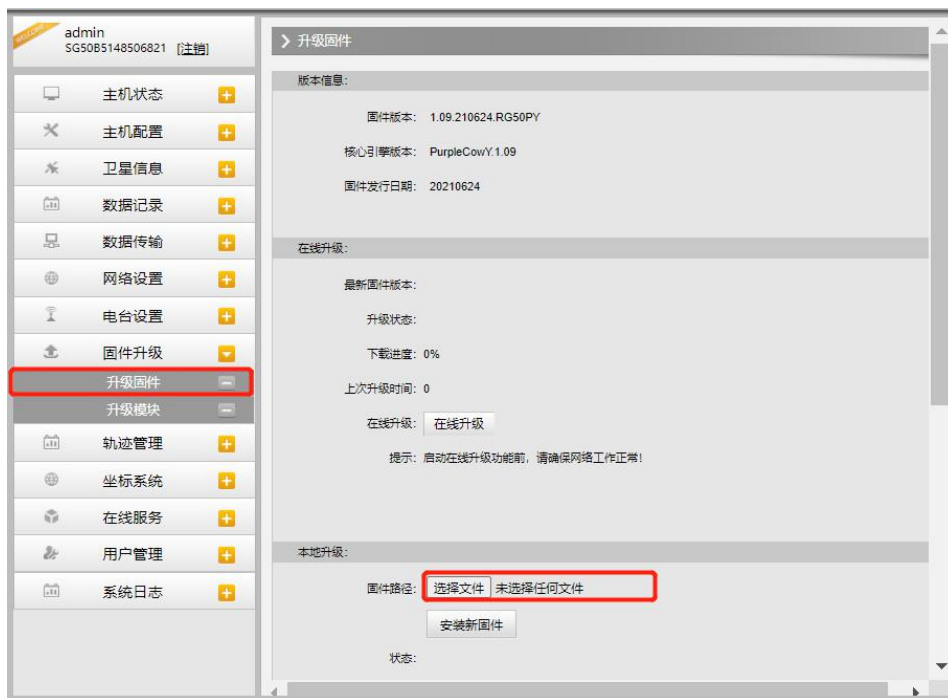 WELCOME
admin
SG50B5148506821 [注销]
主机状态
主机配置
卫星信息
数据记录
数据传输
网络设置
电台设置
固件升级
升级固件
升级模块
轨迹管理
坐标系统
在线服务
用户管理
系统日志
升级固件
版本信息:
固件版本: 1.09.210624.RG50PY
核心引擎版本: PurpleCowY.1.09
固件发行日期: 20210624
在线升级:
最新固件版本:
升级状态:
下载进度: 0%
上次升级时间: 0
在线升级: 在线升级
提示: 启动在线升级功能前, 请确保网络工作正常!
本地升级:
固件路径: 选择文件 未选择任何文件
安装新固件
状态: